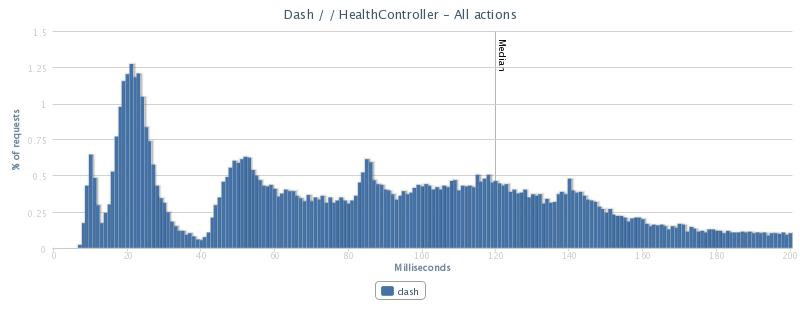 Dash / / HealthController - All actions
1.5
1.25
1
0.75
0.5
0.25
0
% of requests
Median
0 20 40 60 80 100 120 140 160 180 200
Milliseconds
dash